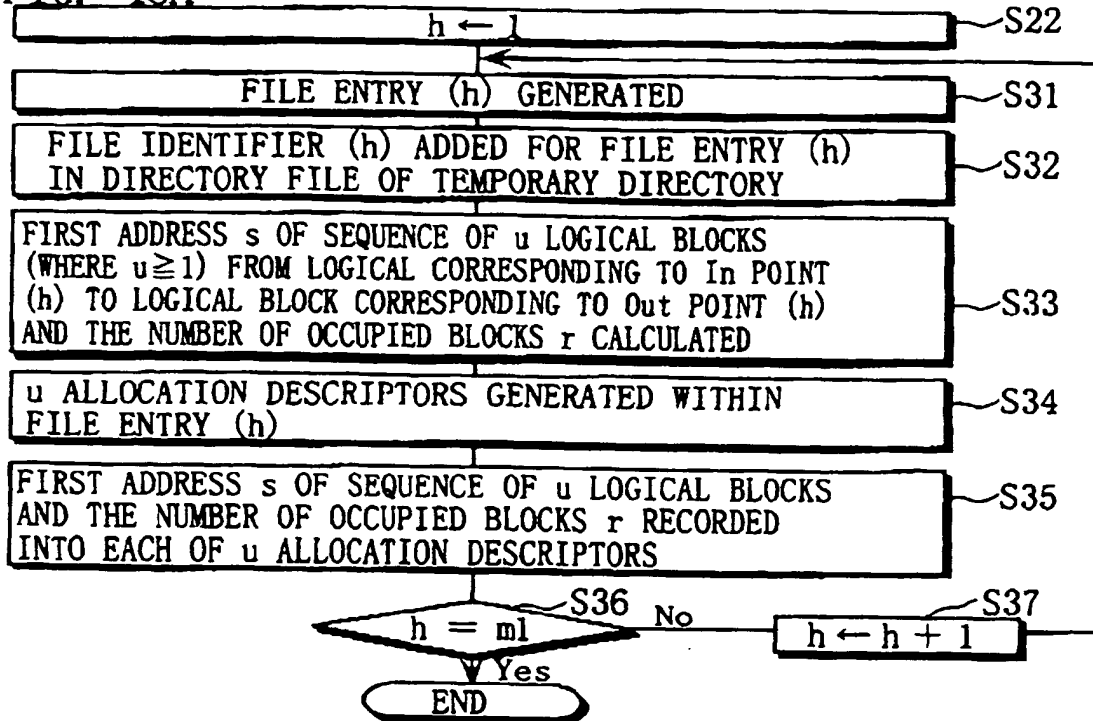 h ← 1
S22
FILE ENTRY (h) GENERATED
S31
FILE IDENTIFIER (h) ADDED FOR FILE ENTRY (h)
IN DIRECTORY FILE OF TEMPORARY DIRECTORY
S32
FIRST ADDRESS s OF SEQUENCE OF u LOGICAL BLOCKS
(WHERE u≧1) FROM LOGICAL CORRESPONDING TO In POINT
(h) TO LOGICAL BLOCK CORRESPONDING TO Out POINT (h)
AND THE NUMBER OF OCCUPIED BLOCKS r CALCULATED
S33
u ALLOCATION DESCRIPTORS GENERATED WITHIN
FILE ENTRY (h)
S34
FIRST ADDRESS s OF SEQUENCE OF u LOGICAL BLOCKS
AND THE NUMBER OF OCCUPIED BLOCKS r RECORDED
INTO EACH OF u ALLOCATION DESCRIPTORS
S35
S36
h = m1
No
S37
h ← h + 1
Yes
END